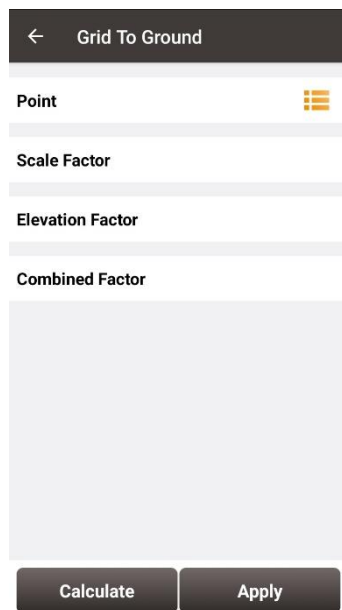 Grid To Ground
Point
Scale Factor
Elevation Factor
Combined Factor
Calculate Apply